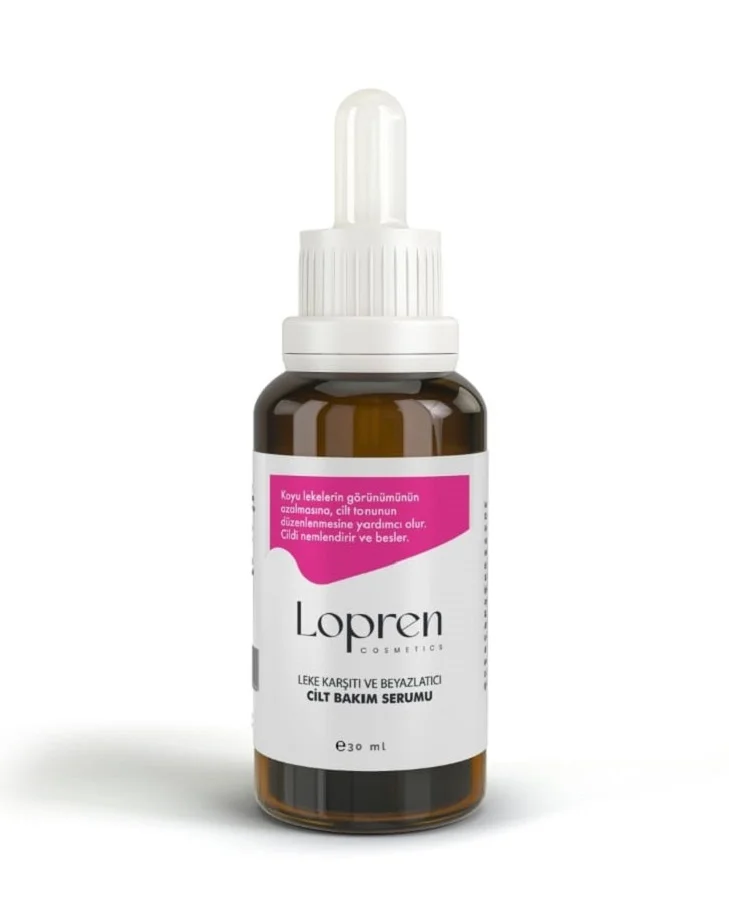 Koyu lekelerin görünümünün
azalmasına, cilt tonunun
düzenlenmesine yardımcı olur.
Cildi nemlendirir ve besler.
Lopren
COSMETICS
LEKE KARŞITI VE BEYAZLATICI
CİLT BAKIM SERUMU
℮30 ml